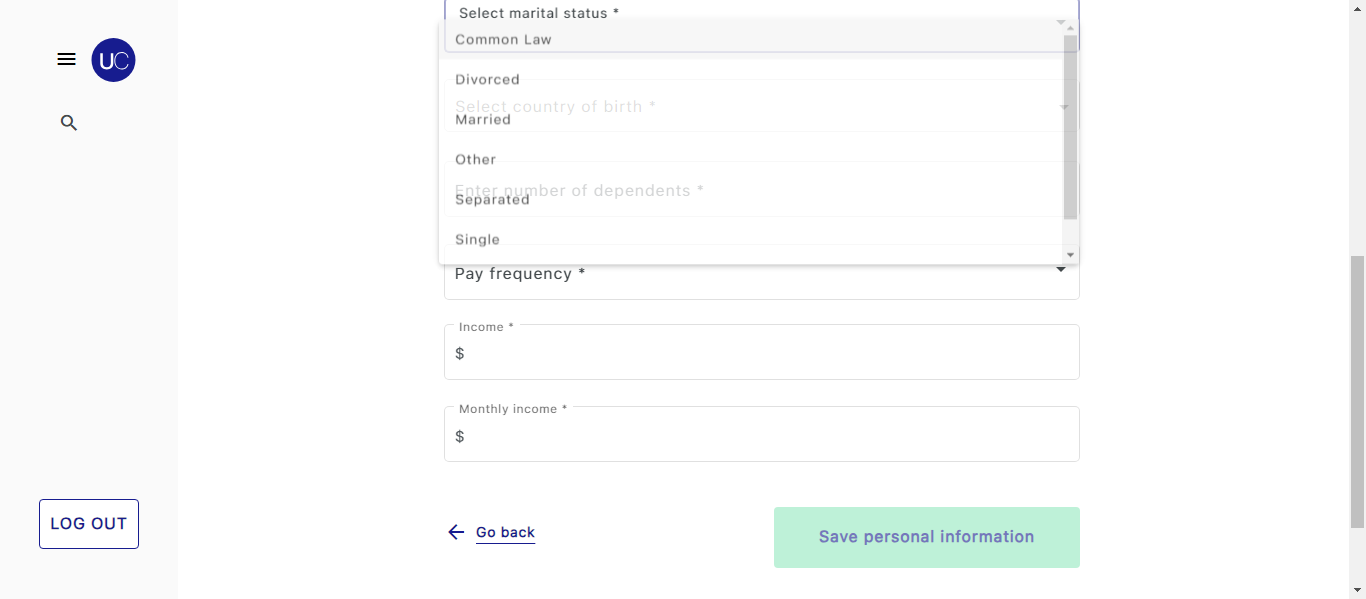 Select marital status *
UC
Common Law
Divorced
Select country of birth *
Married
Other
Enter number of dependents *
Separated
Single
Pay frequency *
Income *
$
Monthly income *
$
LOG OUT
Go back
Save personal information